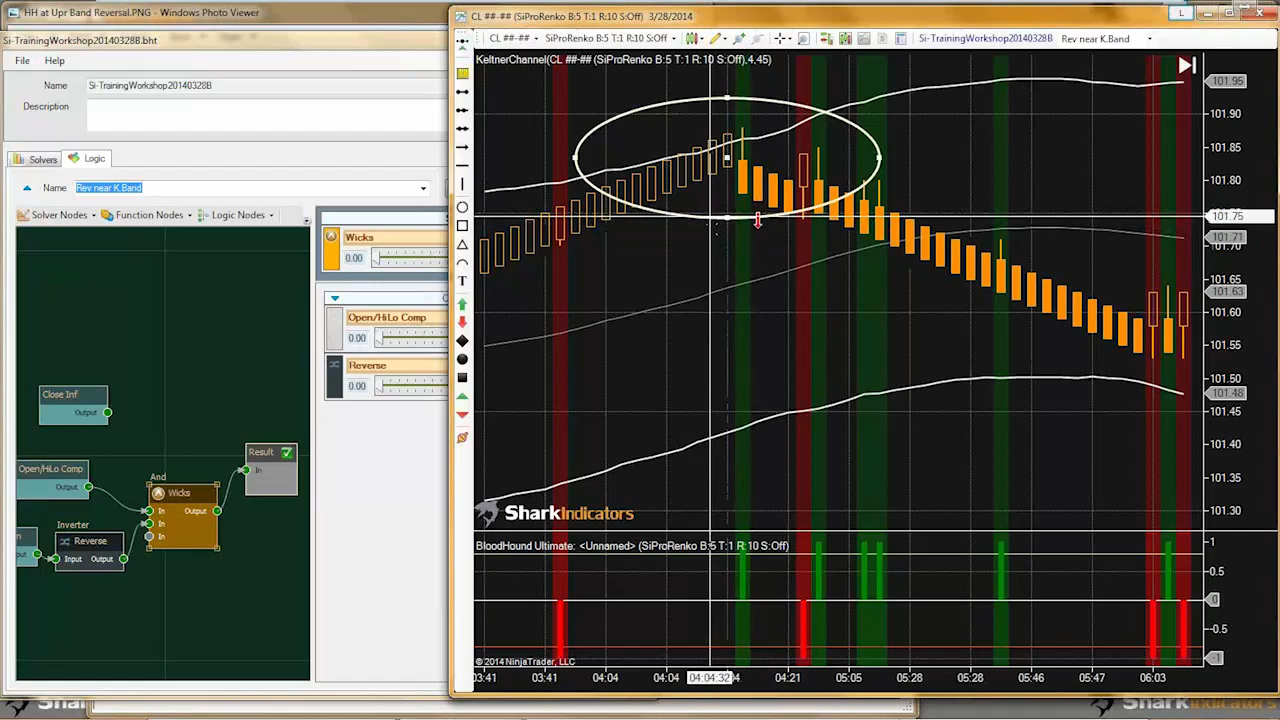 HH at Upr Band Reversal.PNG - Windows Photo Viewer
Si-TrainingWorkshop20140328B.bht
File Help
Name Si-TrainingWorkshop20140328B
Description
Solvers Logic
Name Rev near K.Band
Solver Nodes Function Nodes Logic Nodes
Wicks
0.00
Open/HiLo Comp
0.00
Reverse
0.00
Close Inf
Output
Open/HiLo Comp
Output
Inverter
Reverse
Input Output
And
Wicks
In Output
In
In
Result
In
CL ##-## (SiProRenko B:5 T:1 R:10 S:Off) 3/28/2014
L
CL ##-## SiProRenko B:5 T:1 R:10 S:Off Si-TrainingWorkshop20140328B Rev near K.Band
KeltnerChannel(CL ##-## (SiProRenko B:5 T:1 R:10 S:Off),4,45)
T
101.95
101.90
101.85
101.80
101.75
101.71
101.70
101.65
101.63
101.60
101.55
101.50
101.48
101.45
101.40
101.35
101.30
SharkIndicators
BloodHound Ultimate: <Unnamed> (SiProRenko B:5 T:1 R:10 S:Off)
1
0.5
0
-0.5
-1
© 2014 NinjaTrader, LLC
03:41 03:41 04:04 04:04 04:04:32 04:21 05:05 05:28 05:46 05:47 06:03
SharkIndicators